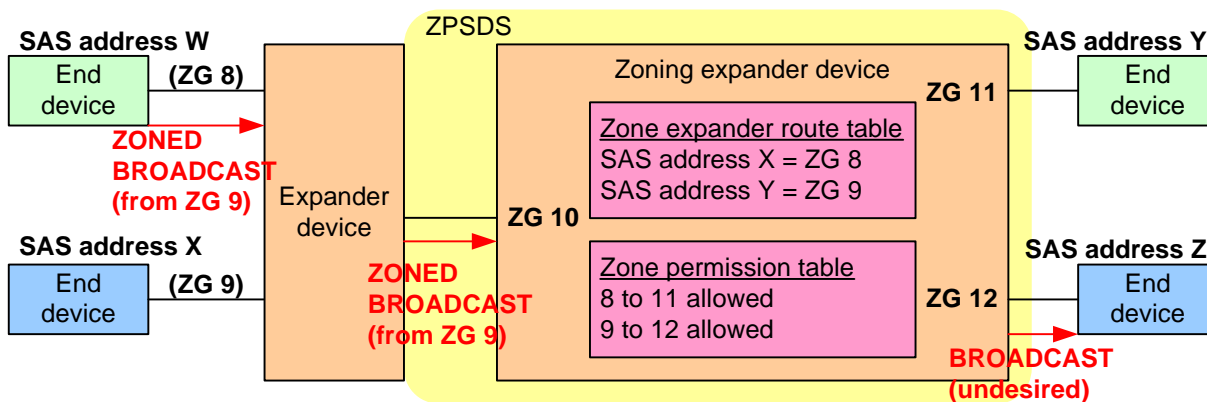 ZPSDS
SAS address W
End
device
(ZG 8)
ZONED
BROADCAST
(from ZG 9)
SAS address X
End
device
(ZG 9)
Expander
device
ZONED
BROADCAST
(from ZG 9)
Zoning expander device
ZG 10
Zone expander route table
SAS address X = ZG 8
SAS address Y = ZG 9
Zone permission table
8 to 11 allowed
9 to 12 allowed
ZG 11
ZG 12
SAS address Y
End
device
SAS address Z
End
device
BROADCAST
(undesired)